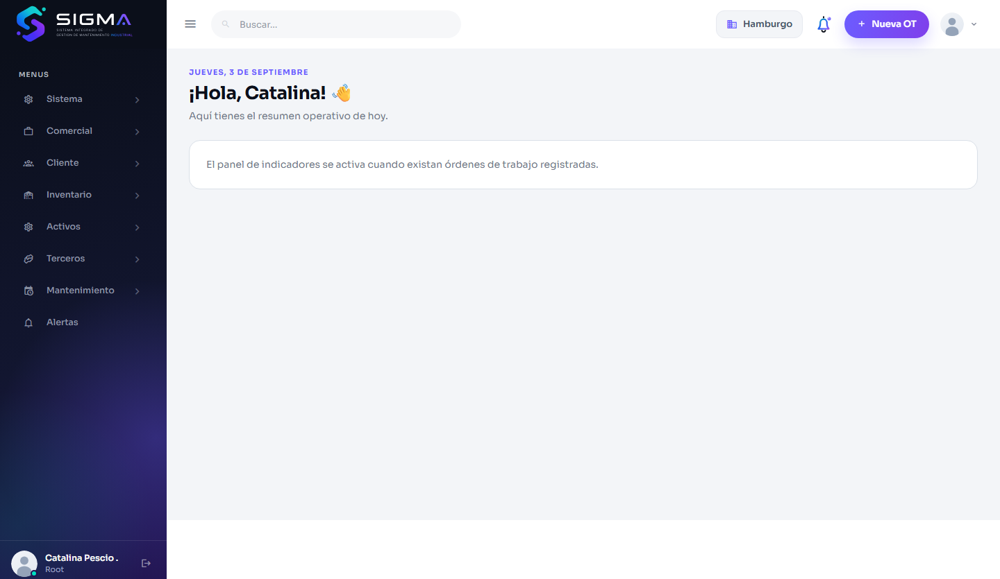 SIGMA
SISTEMA INTEGRADO DE
GESTION DE MANTENIMIENTO INDUSTRIAL
Buscar...
Hamburgo
+ Nueva OT
MENUS
Sistema
Comercial
Cliente
Inventario
Activos
Terceros
Mantenimiento
Alertas
JUEVES, 3 DE SEPTIEMBRE
¡Hola, Catalina! 👋
Aquí tienes el resumen operativo de hoy.
El panel de indicadores se activa cuando existan órdenes de trabajo registradas.
Catalina Pescio .
Root